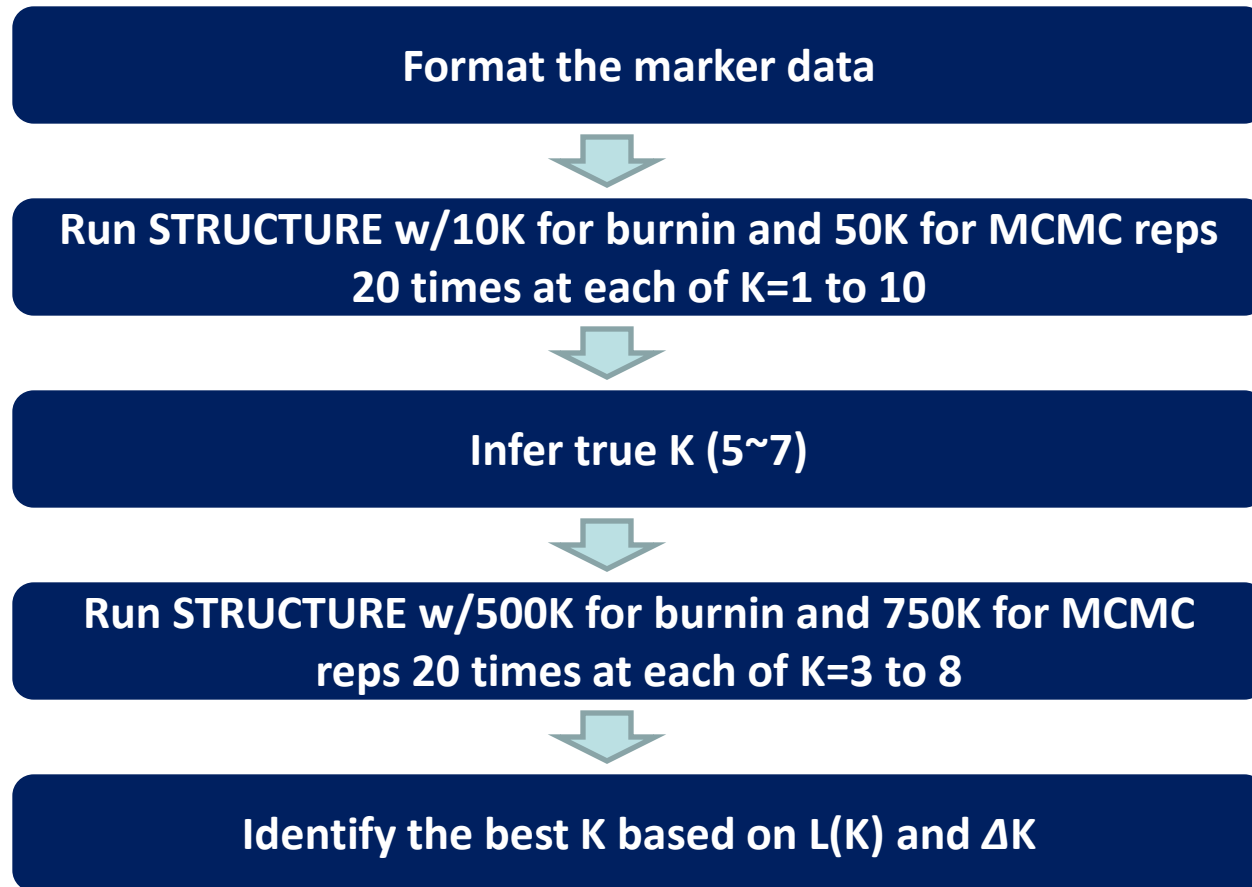 Format the marker data
Run STRUCTURE w/10K for burnin and 50K for MCMC reps
20 times at each of K=1 to 10
Infer true K (5~7)
Run STRUCTURE w/500K for burnin and 750K for MCMC
reps 20 times at each of K=3 to 8
Identify the best K based on L(K) and ΔK